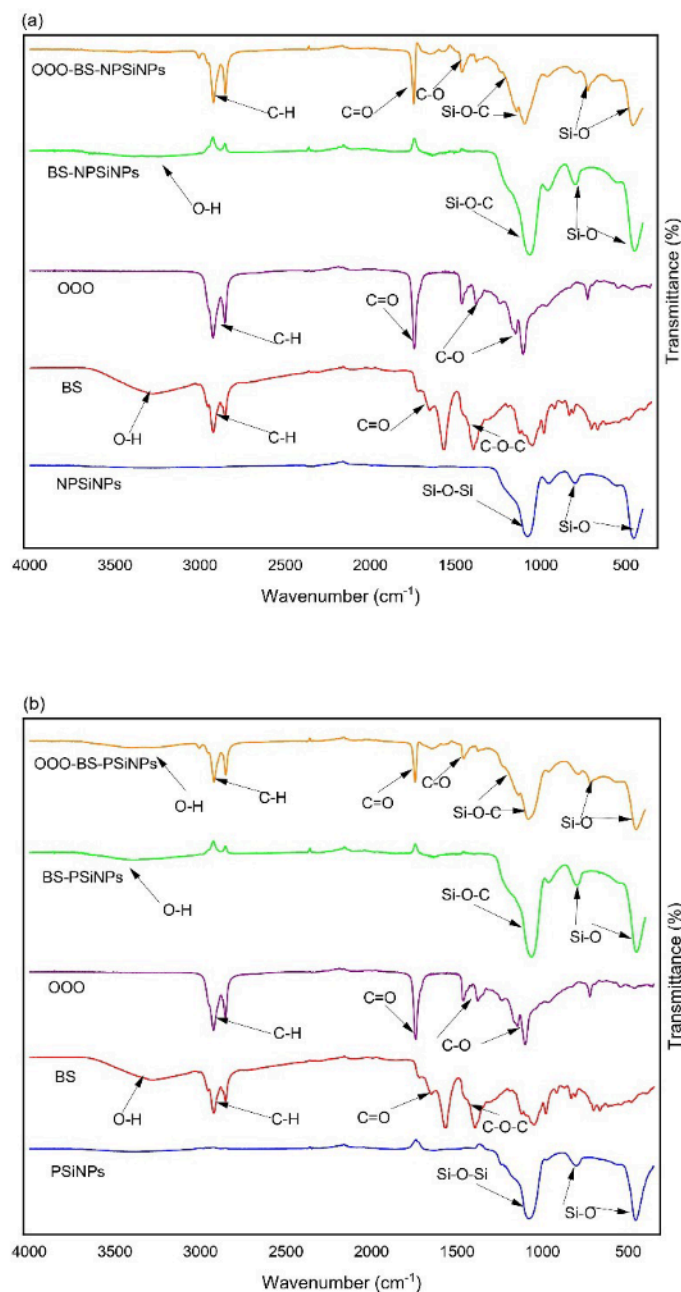 (a)
OOO-BS-NPSiNPs
C-H
C=O
C-O
Si-O-C
Si-O
BS-NPSiNPs
O-H
Si-O-C
Si-O
OOO
C-H
C=O
C-O
BS
O-H
C-H
C=O
C-O-C
NPSiNPs
Si-O-Si
Si-O
Transmittance (%)
4000 3500 3000 2500 2000 1500 1000 500
Wavenumber (cm⁻¹)
(b)
OOO-BS-PSiNPs
O-H
C-H
C=O
C-O
Si-O-C
Si-O
BS-PSiNPs
O-H
Si-O-C
Si-O
OOO
C-H
C=O
C-O
BS
O-H
C-H
C=O
C-O-C
PSiNPs
Si-O-Si
Si-O
Transmittance (%)
4000 3500 3000 2500 2000 1500 1000 500
Wavenumber (cm⁻¹)